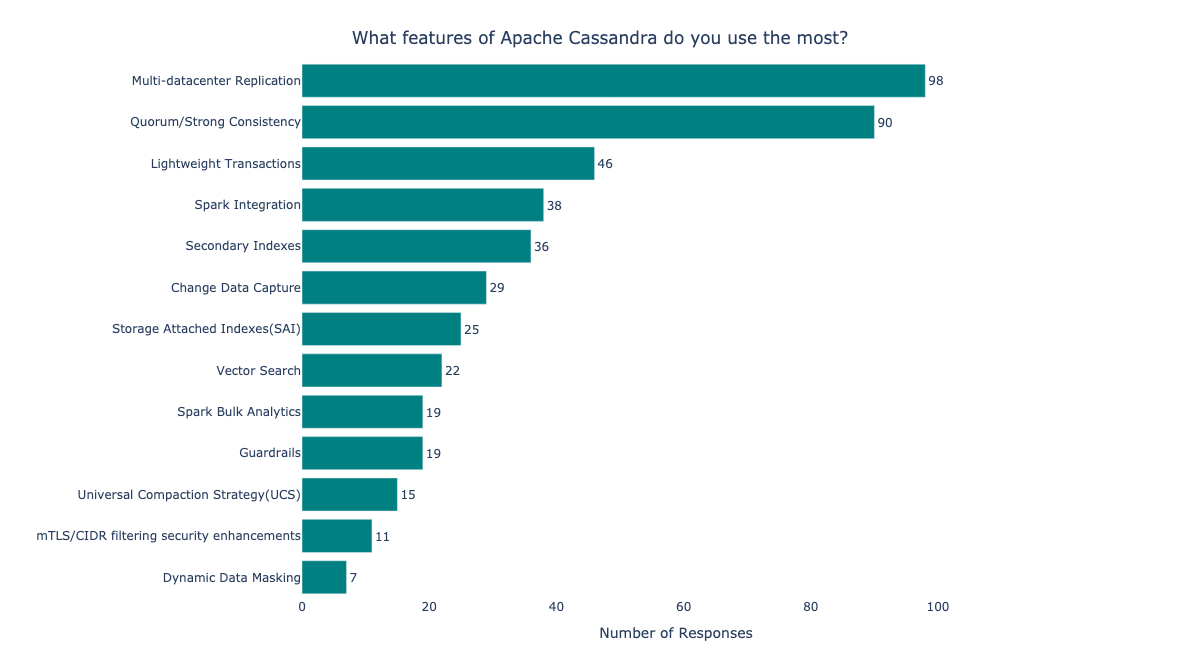 What features of Apache Cassandra do you use the most?
Multi-datacenter Replication 98
Quorum/Strong Consistency 90
Lightweight Transactions 46
Spark Integration 38
Secondary Indexes 36
Change Data Capture 29
Storage Attached Indexes(SAI) 25
Vector Search 22
Spark Bulk Analytics 19
Guardrails 19
Universal Compaction Strategy(UCS) 15
mTLS/CIDR filtering security enhancements 11
Dynamic Data Masking 7
0 20 40 60 80 100
Number of Responses